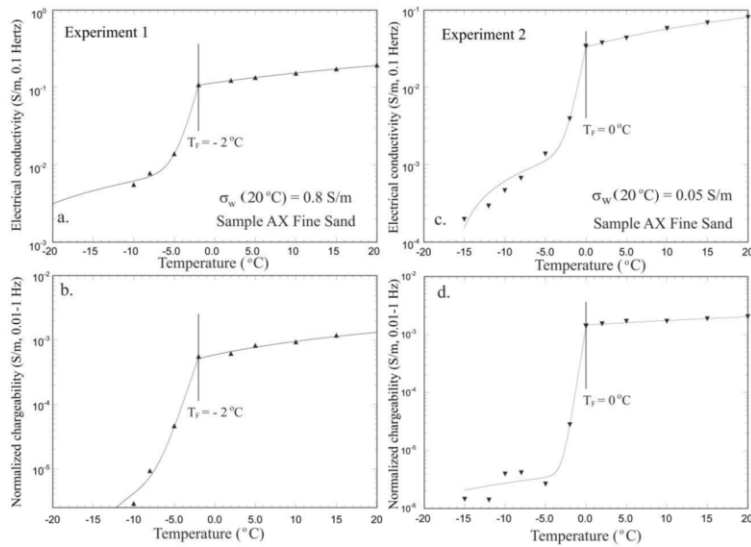 Experiment 1
Electrical conductivity (S/m, 0.1 Hertz)
10⁰
10⁻¹
10⁻²
10⁻³
T_F = - 2 °C
σ_w (20 °C) = 0.8 S/m
Sample AX Fine Sand
a.
-20 -15 -10 -5.0 0.0 5.0 10 15 20
Temperature (°C)
Experiment 2
Electrical conductivity (S/m, 0.1 Hertz)
10⁻¹
10⁻²
10⁻³
10⁻⁴
T_F = 0 °C
σ_w (20 °C) = 0.05 S/m
Sample AX Fine Sand
c.
-20 -15 -10 -5.0 0.0 5.0 10 15 20
Temperature (°C)
b.
Normalized chargeability (S/m, 0.01-1 Hz)
10⁻²
10⁻³
10⁻⁴
10⁻⁵
T_F = - 2 °C
-20 -15 -10 -5.0 0.0 5.0 10 15 20
Temperature (°C)
d.
Normalized chargeability (S/m, 0.01-1 Hz)
10⁻²
10⁻³
10⁻⁴
10⁻⁵
10⁻⁶
T_F = 0 °C
-20 -15 -10 -5.0 0.0 5.0 10 15 20
Temperature (°C)